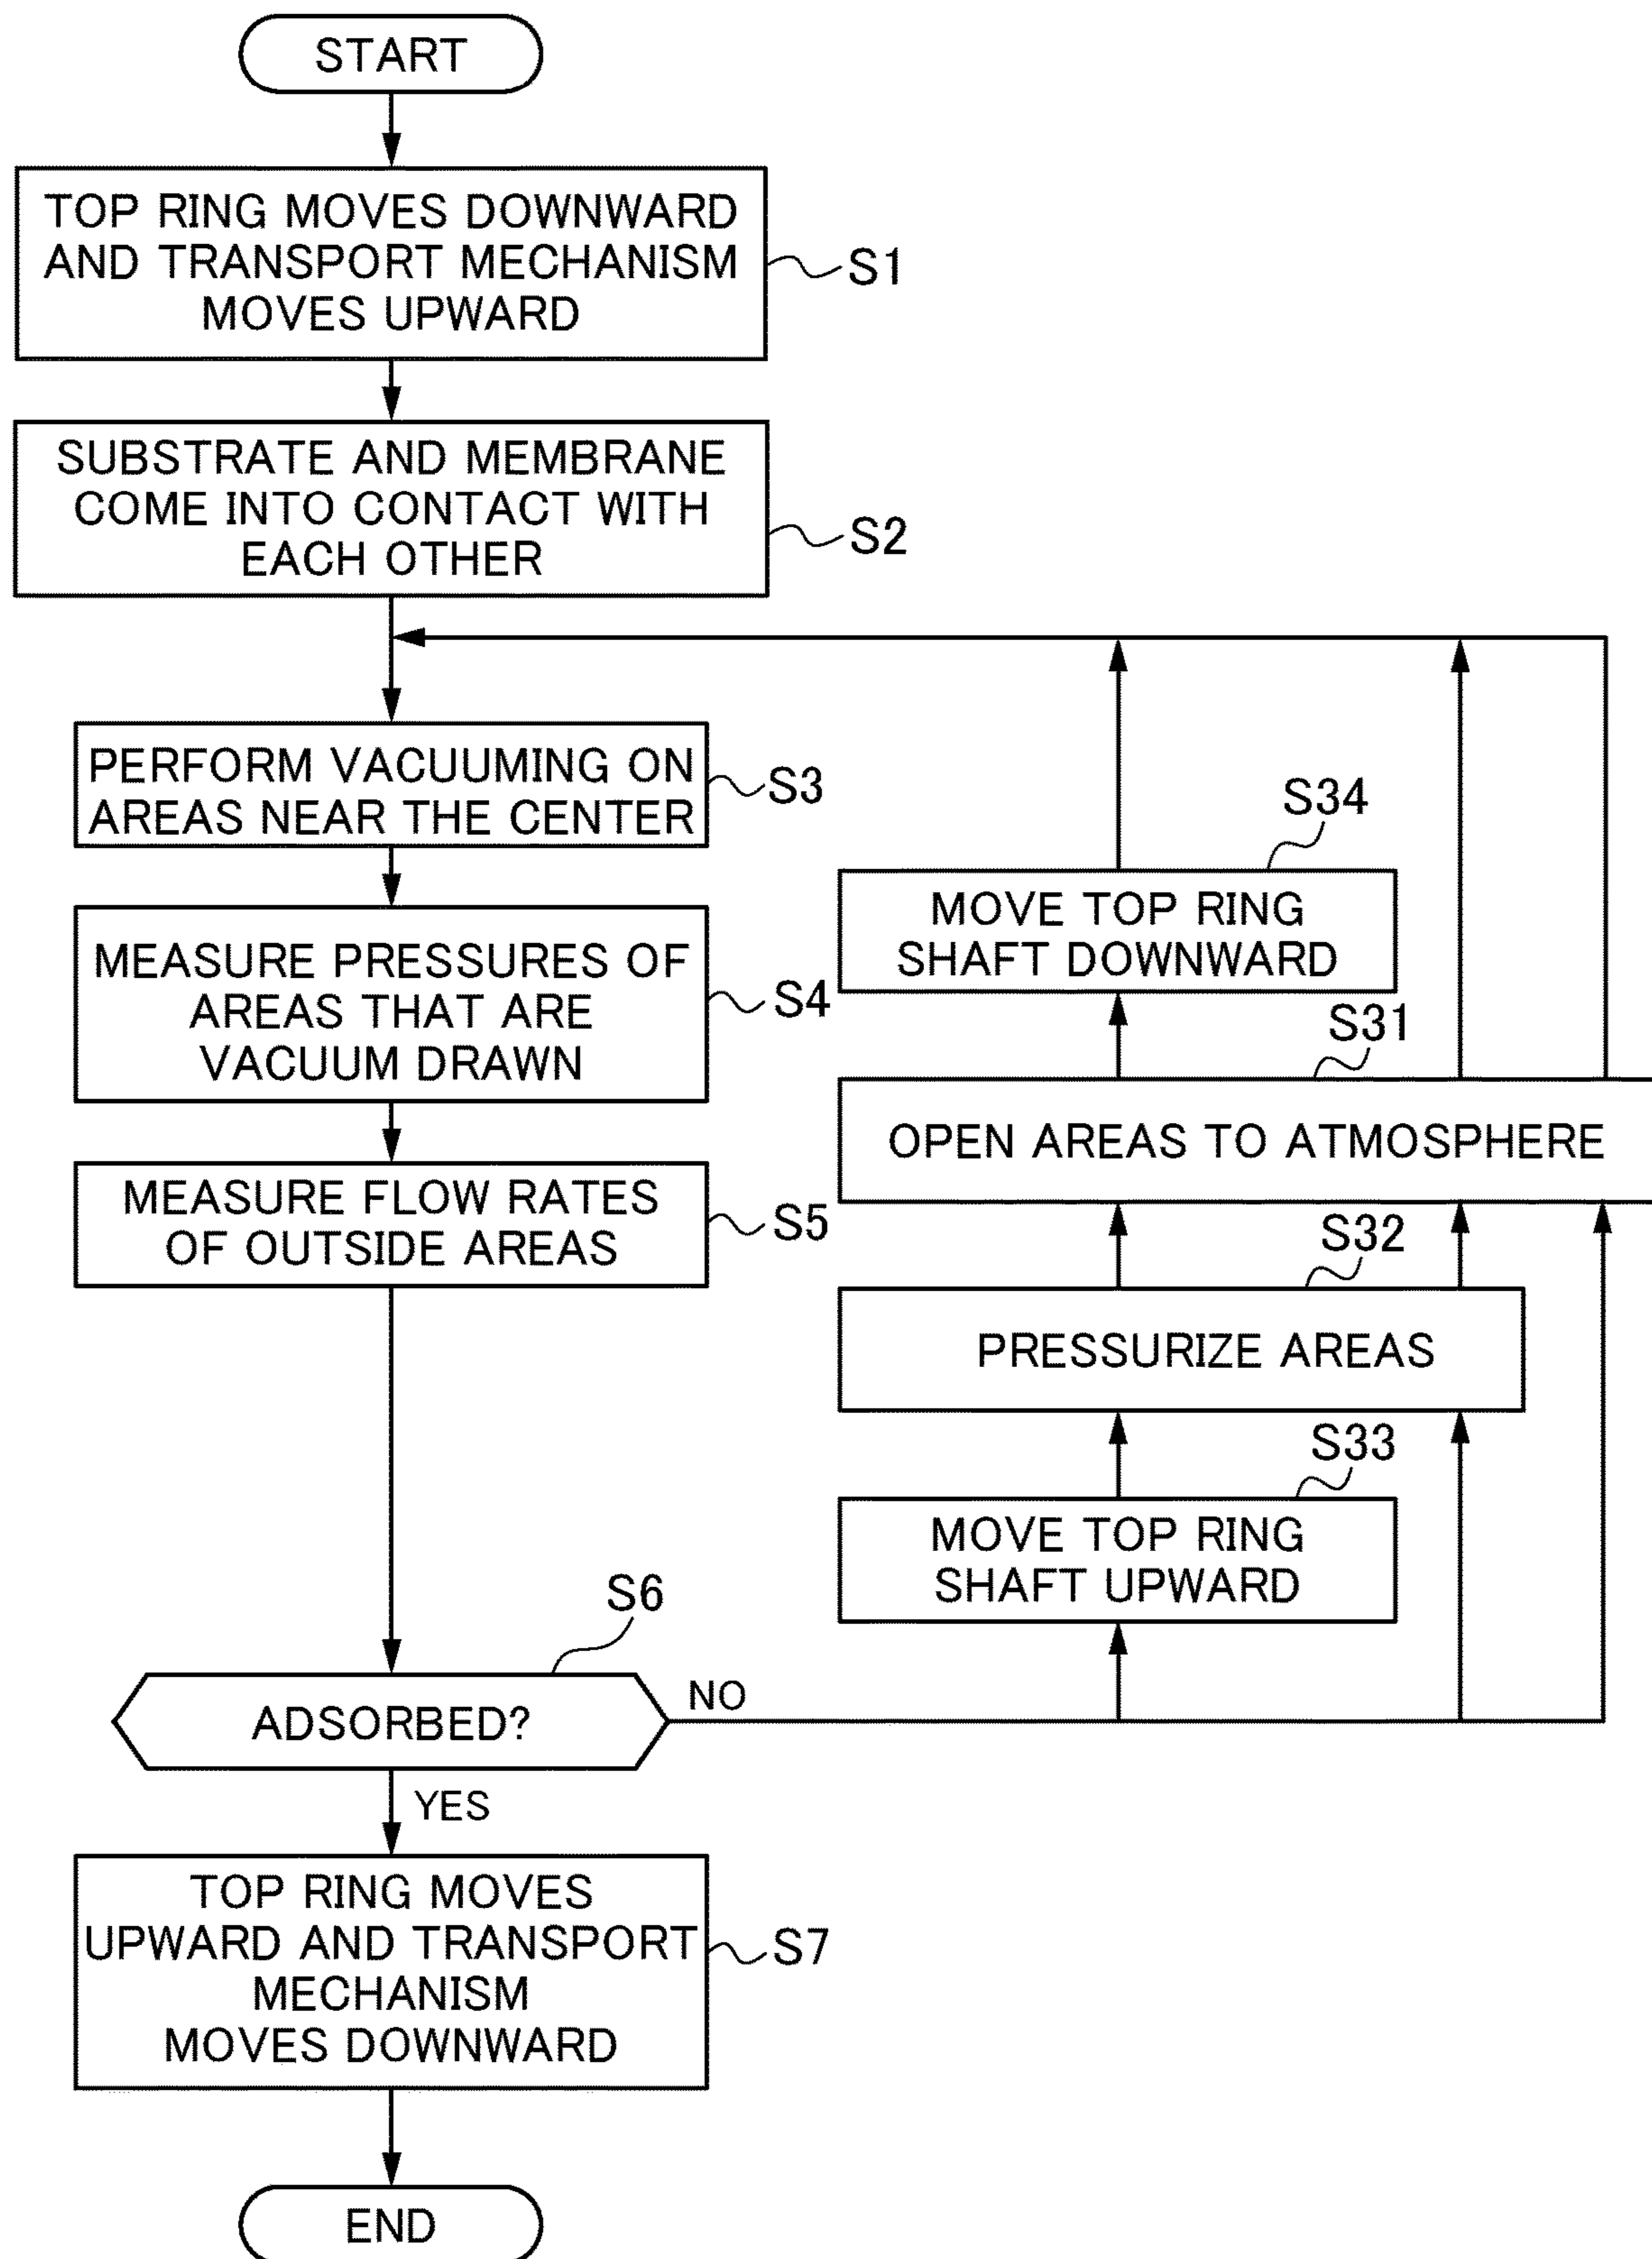 START
TOP RING MOVES DOWNWARD
AND TRANSPORT MECHANISM
MOVES UPWARD
S1
SUBSTRATE AND MEMBRANE
COME INTO CONTACT WITH
EACH OTHER
S2
PERFORM VACUUMING ON
AREAS NEAR THE CENTER
S3
MEASURE PRESSURES OF
AREAS THAT ARE
VACUUM DRAWN
S4
MEASURE FLOW RATES
OF OUTSIDE AREAS
S5
S34
MOVE TOP RING
SHAFT DOWNWARD
S31
OPEN AREAS TO ATMOSPHERE
S32
PRESSURIZE AREAS
S33
MOVE TOP RING
SHAFT UPWARD
S6
ADSORBED?
NO
YES
TOP RING MOVES
UPWARD AND TRANSPORT
MECHANISM
MOVES DOWNWARD
S7
END